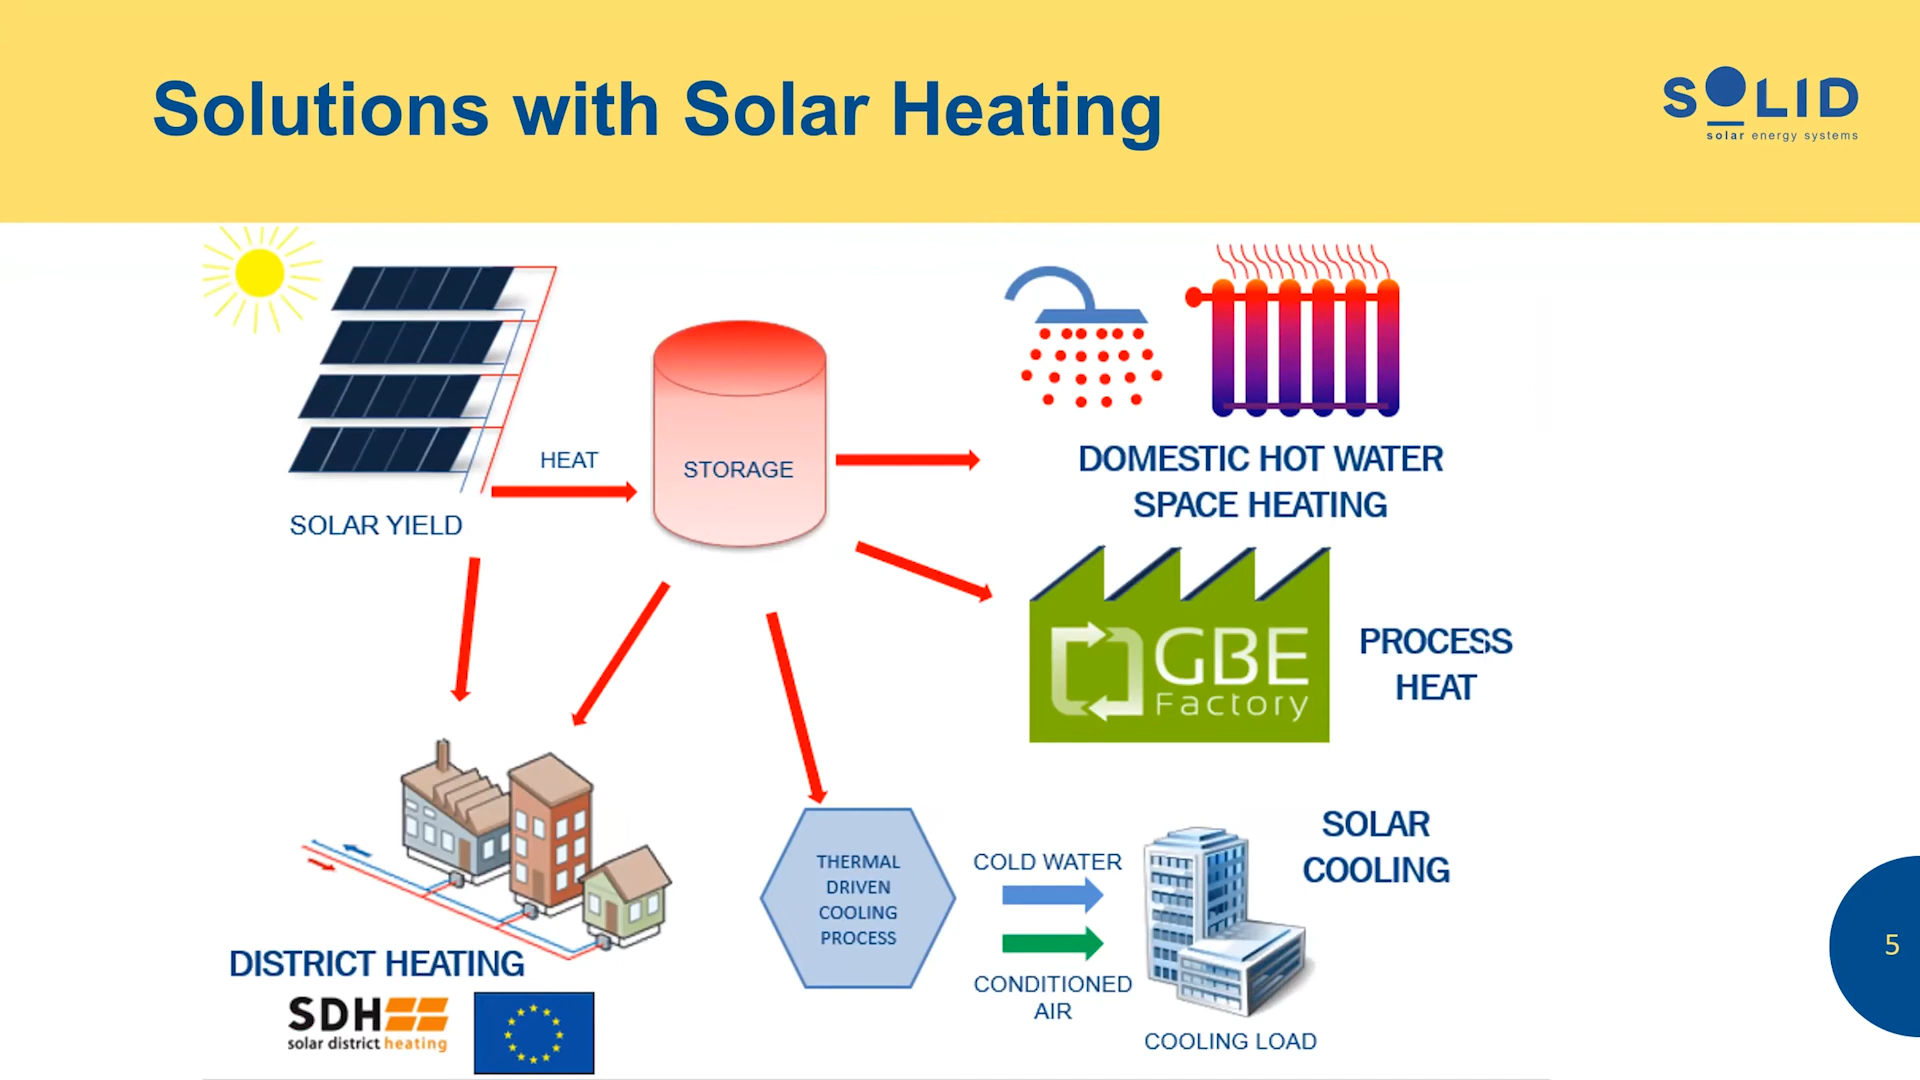 Solutions with Solar Heating
SOLID
solar energy systems
HEAT
STORAGE
SOLAR YIELD
DOMESTIC HOT WATER
SPACE HEATING
GBE
Factory
PROCESS
HEAT
THERMAL
DRIVEN
COOLING
PROCESS
COLD WATER
CONDITIONED
AIR
SOLAR
COOLING
COOLING LOAD
DISTRICT HEATING
SDH
solar district heating
5